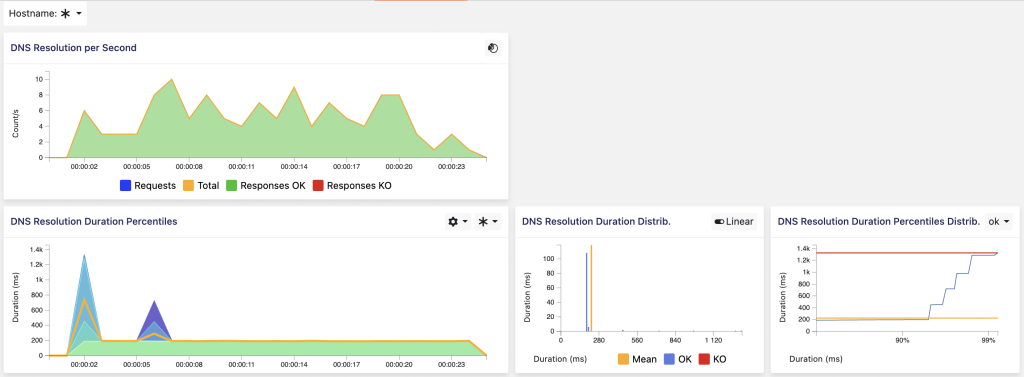 Hostname: ✱
DNS Resolution per Second
Count/s
10
8
6
4
2
0
00:00:02 00:00:05 00:00:08 00:00:11 00:00:14 00:00:17 00:00:20 00:00:23
Requests Total Responses OK Responses KO
DNS Resolution Duration Percentiles
Duration (ms)
1.4k
1.2k
1k
800
600
400
200
0
00:00:02 00:00:05 00:00:08 00:00:11 00:00:14 00:00:17 00:00:20 00:00:23
DNS Resolution Duration Distrib. Linear
Duration (ms)
100
80
60
40
20
0
0 280 560 840 1 120
Duration (ms) Mean OK KO
DNS Resolution Duration Percentiles Distrib. ok
Duration (ms)
1.4k
1.2k
1k
800
600
400
200
0
90% 99%
Duration (ms)